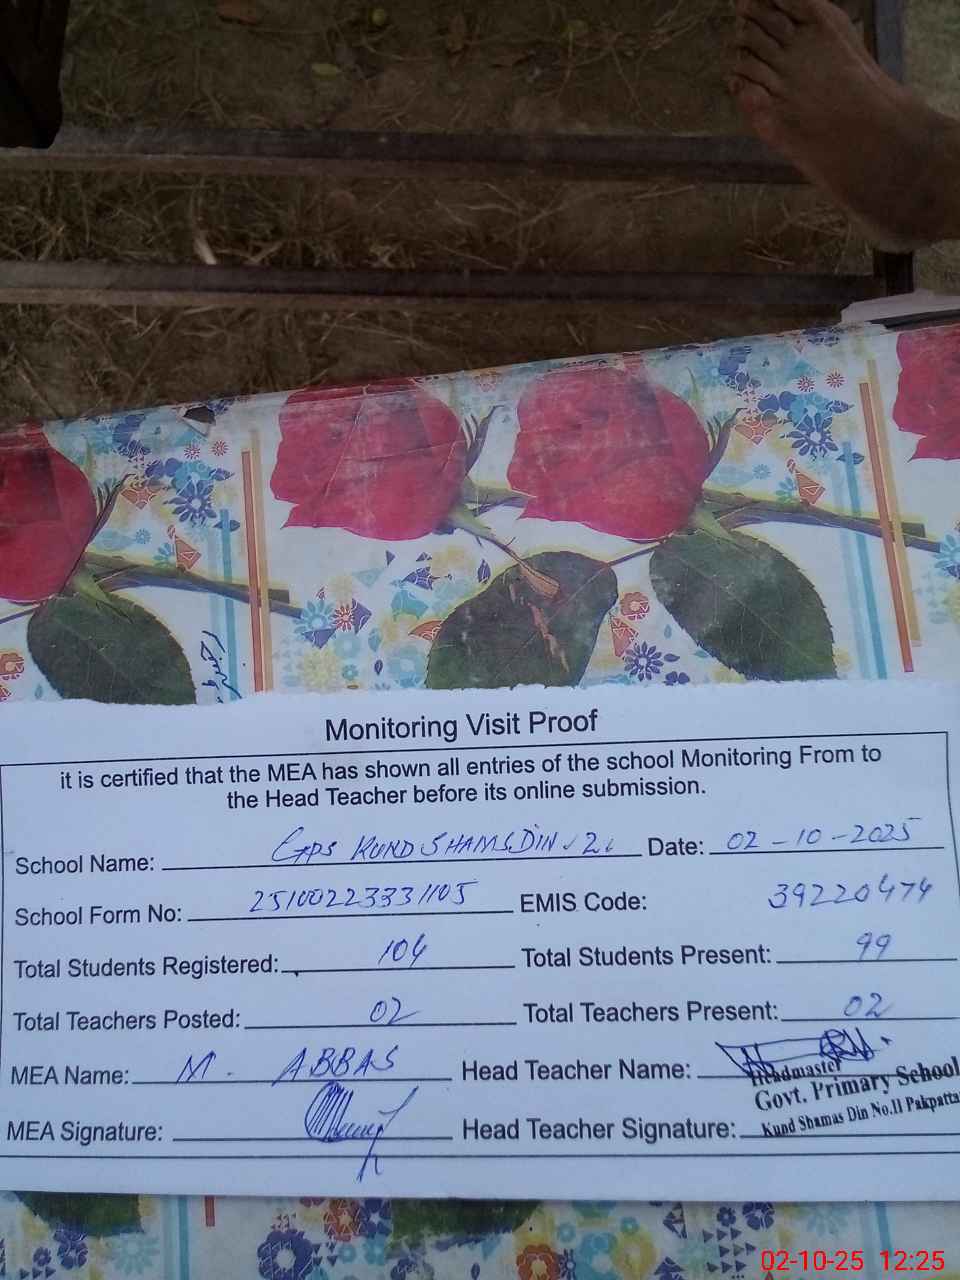 Monitoring Visit Proof
it is certified that the MEA has shown all entries of the school Monitoring From to
the Head Teacher before its online submission.
School Name: GPS KUND SHAMS DIN Date: 02-10-2025
School Form No: 25100223331105 EMIS Code: 39220474
Total Students Registered: 104 Total Students Present: 99
Total Teachers Posted: 02 Total Teachers Present: 02
MEA Name: M. ABBAS Head Teacher Name:
Headmaster
Govt. Primary School
MEA Signature: Head Teacher Signature:
Kund Shamas Din No.II Pakpatta
02-10-25 12:25